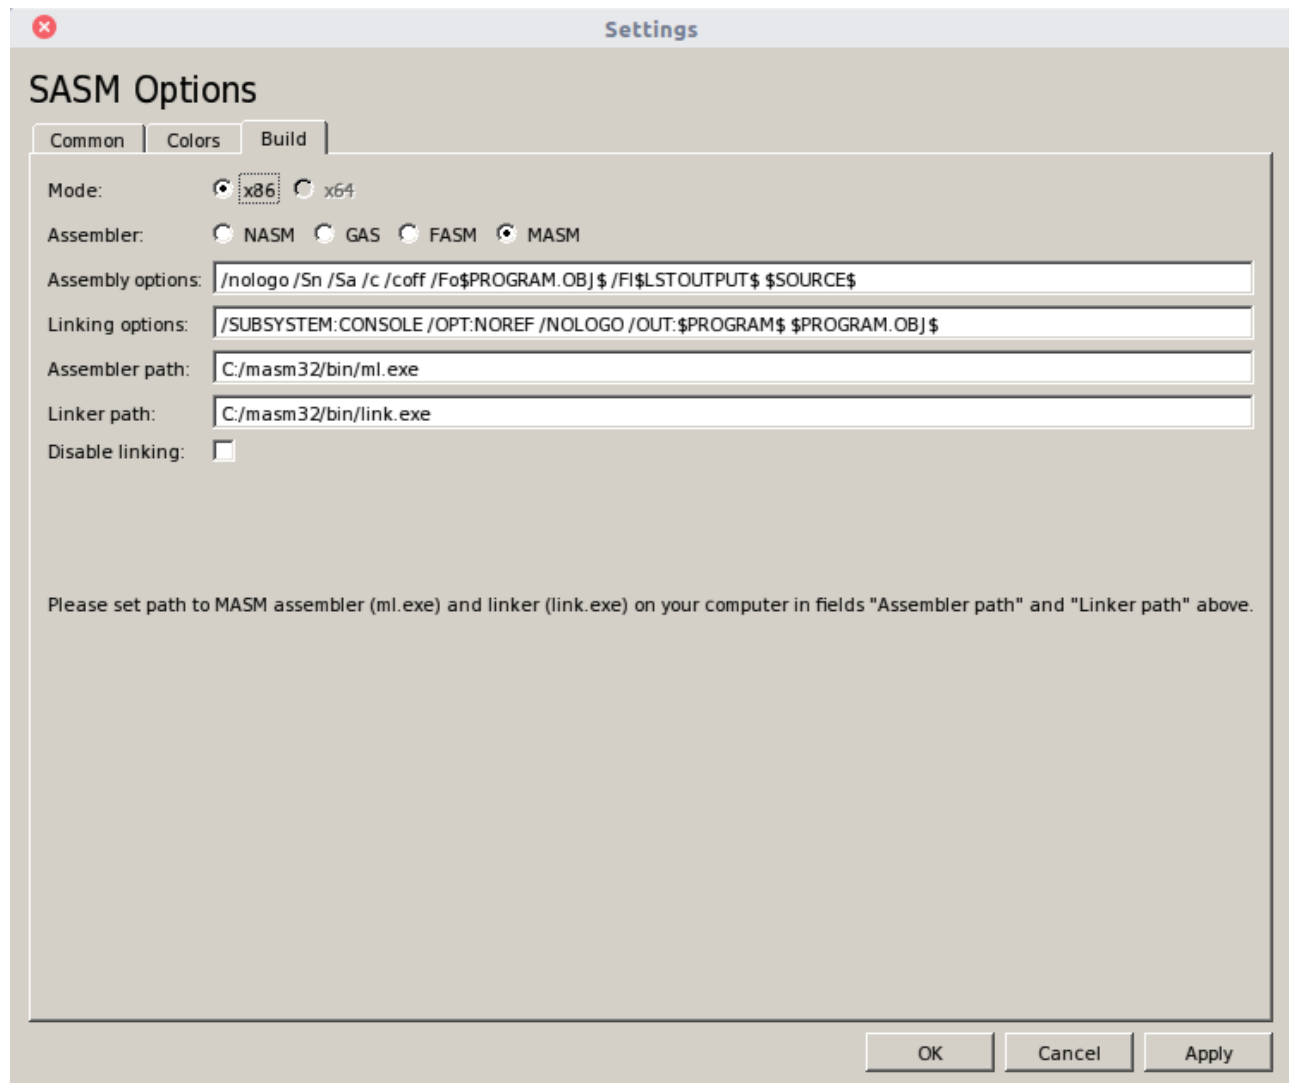 Settings
SASM Options
Common Colors Build
Mode: x86 x64
Assembler: NASM GAS FASM MASM
Assembly options: /nologo /Sn /Sa /c /coff /Fo$PROGRAM.OBJ$ /Fl$LSTOUTPUT$ $SOURCE$
Linking options: /SUBSYSTEM:CONSOLE /OPT:NOREF /NOLOGO /OUT:$PROGRAM$ $PROGRAM.OBJ$
Assembler path: C:/masm32/bin/ml.exe
Linker path: C:/masm32/bin/link.exe
Disable linking:
Please set path to MASM assembler (ml.exe) and linker (link.exe) on your computer in fields "Assembler path" and "Linker path" above.
OK Cancel Apply